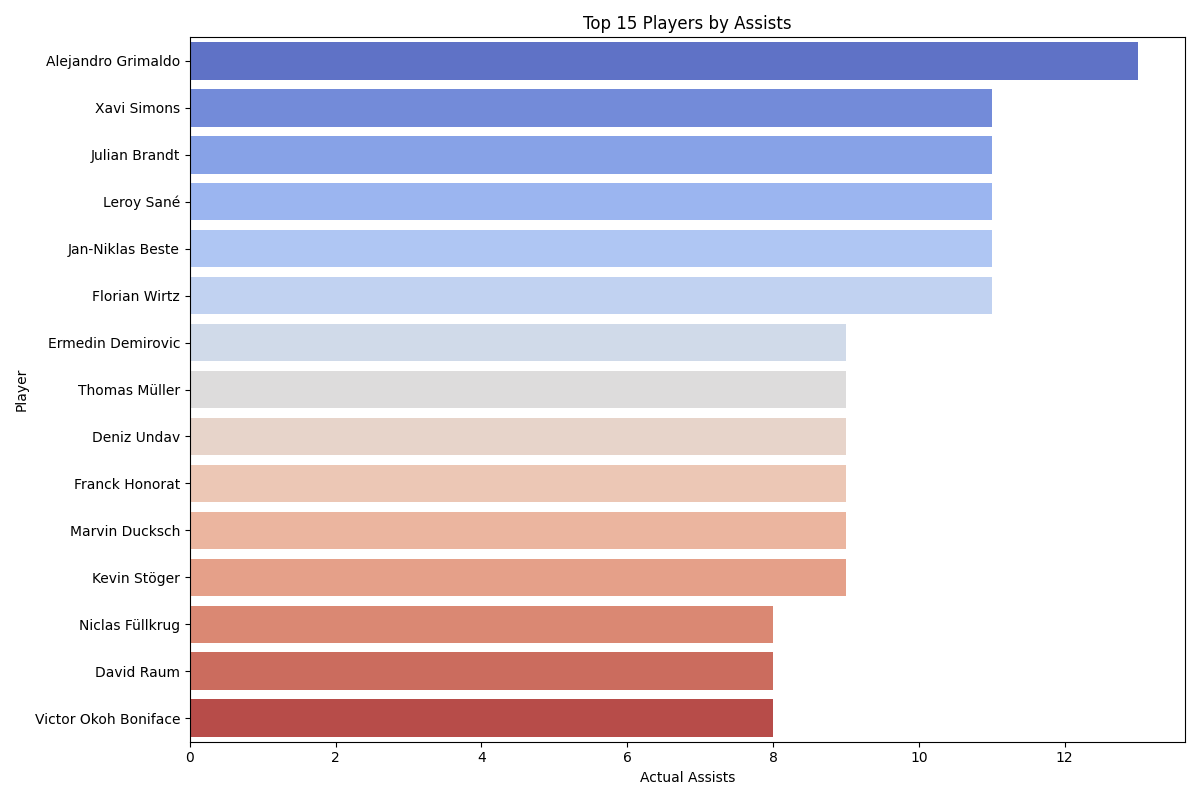 Top 15 Players by Assists
Alejandro Grimaldo
Xavi Simons
Julian Brandt
Leroy Sané
Jan-Niklas Beste
Florian Wirtz
Ermedin Demirovic
Thomas Müller
Deniz Undav
Franck Honorat
Marvin Ducksch
Kevin Stöger
Niclas Füllkrug
David Raum
Victor Okoh Boniface
Player
0 2 4 6 8 10 12
Actual Assists